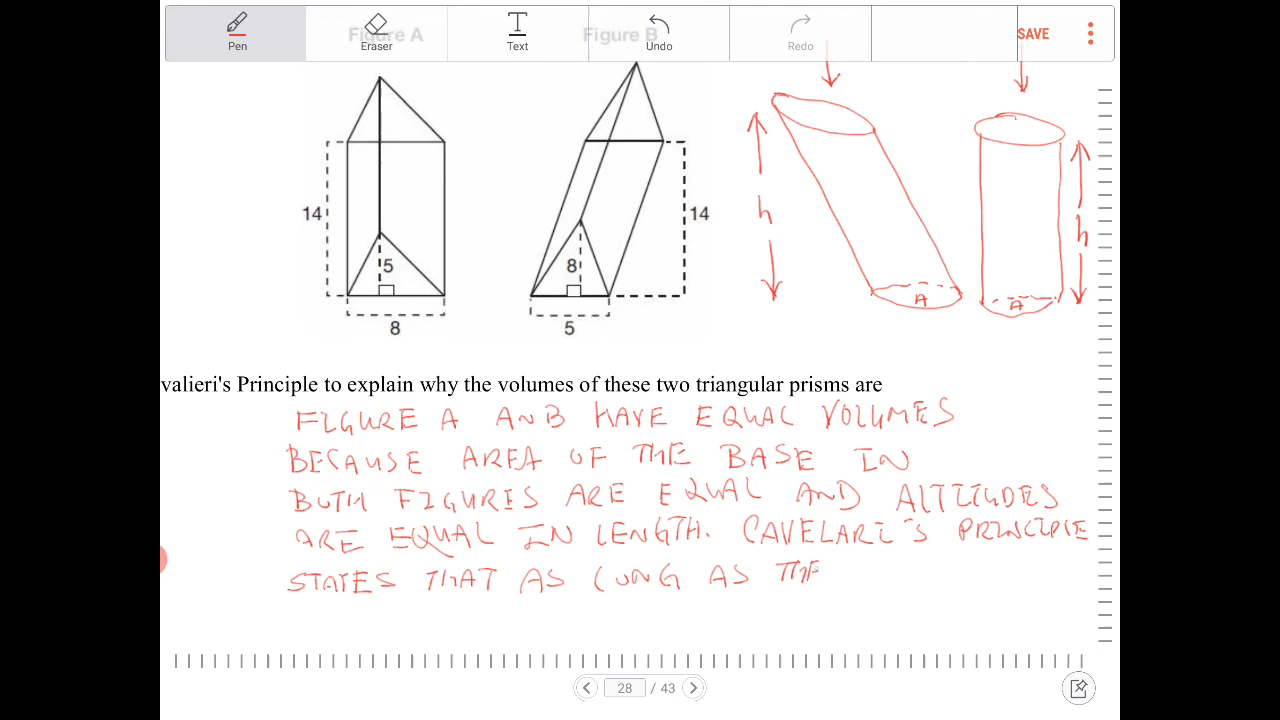 Pen
Eraser
Text
Undo
Redo
SAVE
Figure A
Figure B
14
5
8
14
8
5
h
A
h
A
valieri's Principle to explain why the volumes of these two triangular prisms are
FIGURE A AND B HAVE EQUAL VOLUMES
BECAUSE AREA OF THE BASE IN
BOTH FIGURES ARE EQUAL AND ALTITUDES
ARE EQUAL IN LENGTH. CAVELARI'S PRINCIPLE
STATES THAT AS LONG AS THE
28 / 43